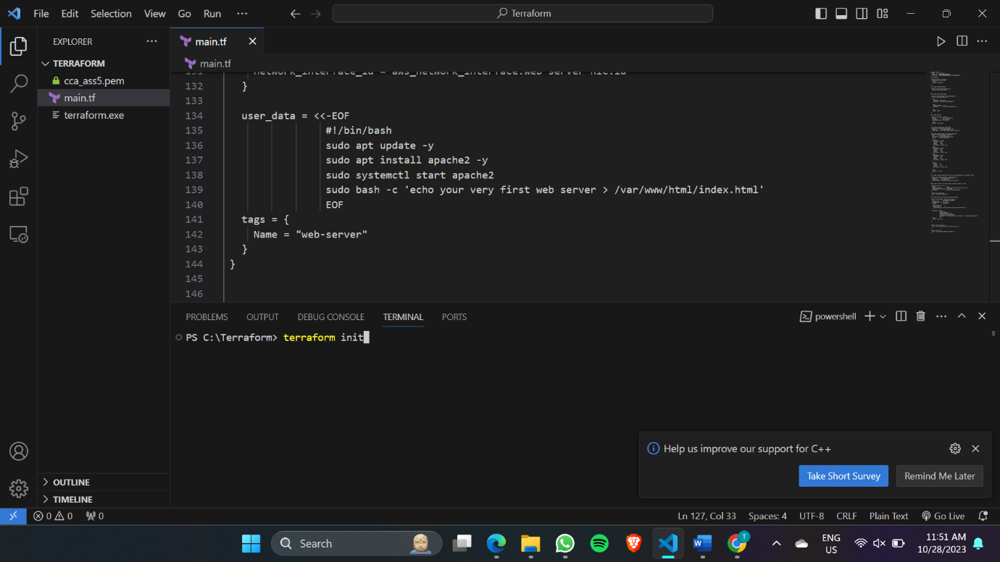 File Edit Selection View Go Run ···
Terraform
EXPLORER ···
TERRAFORM
cca_ass5.pem
main.tf
terraform.exe
OUTLINE
TIMELINE
main.tf
main.tf
131 network_interface_id = aws_network_interface.web-server-nic.id
132 }
133
134 user_data = <<-EOF
135 #!/bin/bash
136 sudo apt update -y
137 sudo apt install apache2 -y
138 sudo systemctl start apache2
139 sudo bash -c 'echo your very first web server > /var/www/html/index.html'
140 EOF
141 tags = {
142 Name = "web-server"
143 }
144 }
145
146
PROBLEMS OUTPUT DEBUG CONSOLE TERMINAL PORTS
powershell
PS C:\Terraform> terraform init
Help us improve our support for C++
Take Short Survey Remind Me Later
0 0 0
Ln 127, Col 33 Spaces: 4 UTF-8 CRLF Plain Text Go Live
Search
T
ENG
US
11:51 AM
10/28/2023